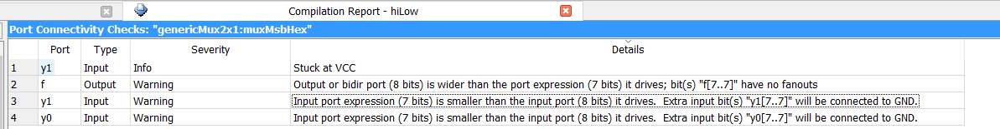 Compilation Report - hiLow
Port Connectivity Checks: "genericMux2x1:muxMsbHex"
Port Type Severity Details
1 y1 Input Info Stuck at VCC
2 f Output Warning Output or bidir port (8 bits) is wider than the port expression (7 bits) it drives; bit(s) "f[7..7]" have no fanouts
3 y1 Input Warning Input port expression (7 bits) is smaller than the input port (8 bits) it drives.  Extra input bit(s) "y1[7..7]" will be connected to GND.
4 y0 Input Warning Input port expression (7 bits) is smaller than the input port (8 bits) it drives.  Extra input bit(s) "y0[7..7]" will be connected to GND.